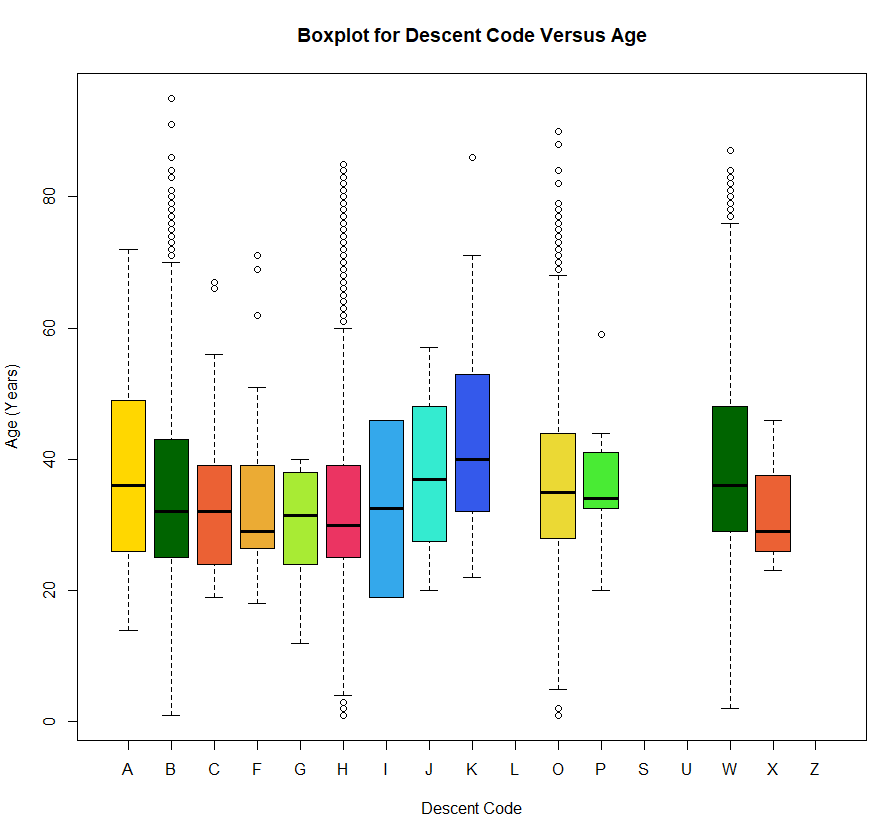 Boxplot for Descent Code Versus Age
Age (Years)
80
60
40
20
0
A B C F G H I J K L O P S U W X Z
Descent Code